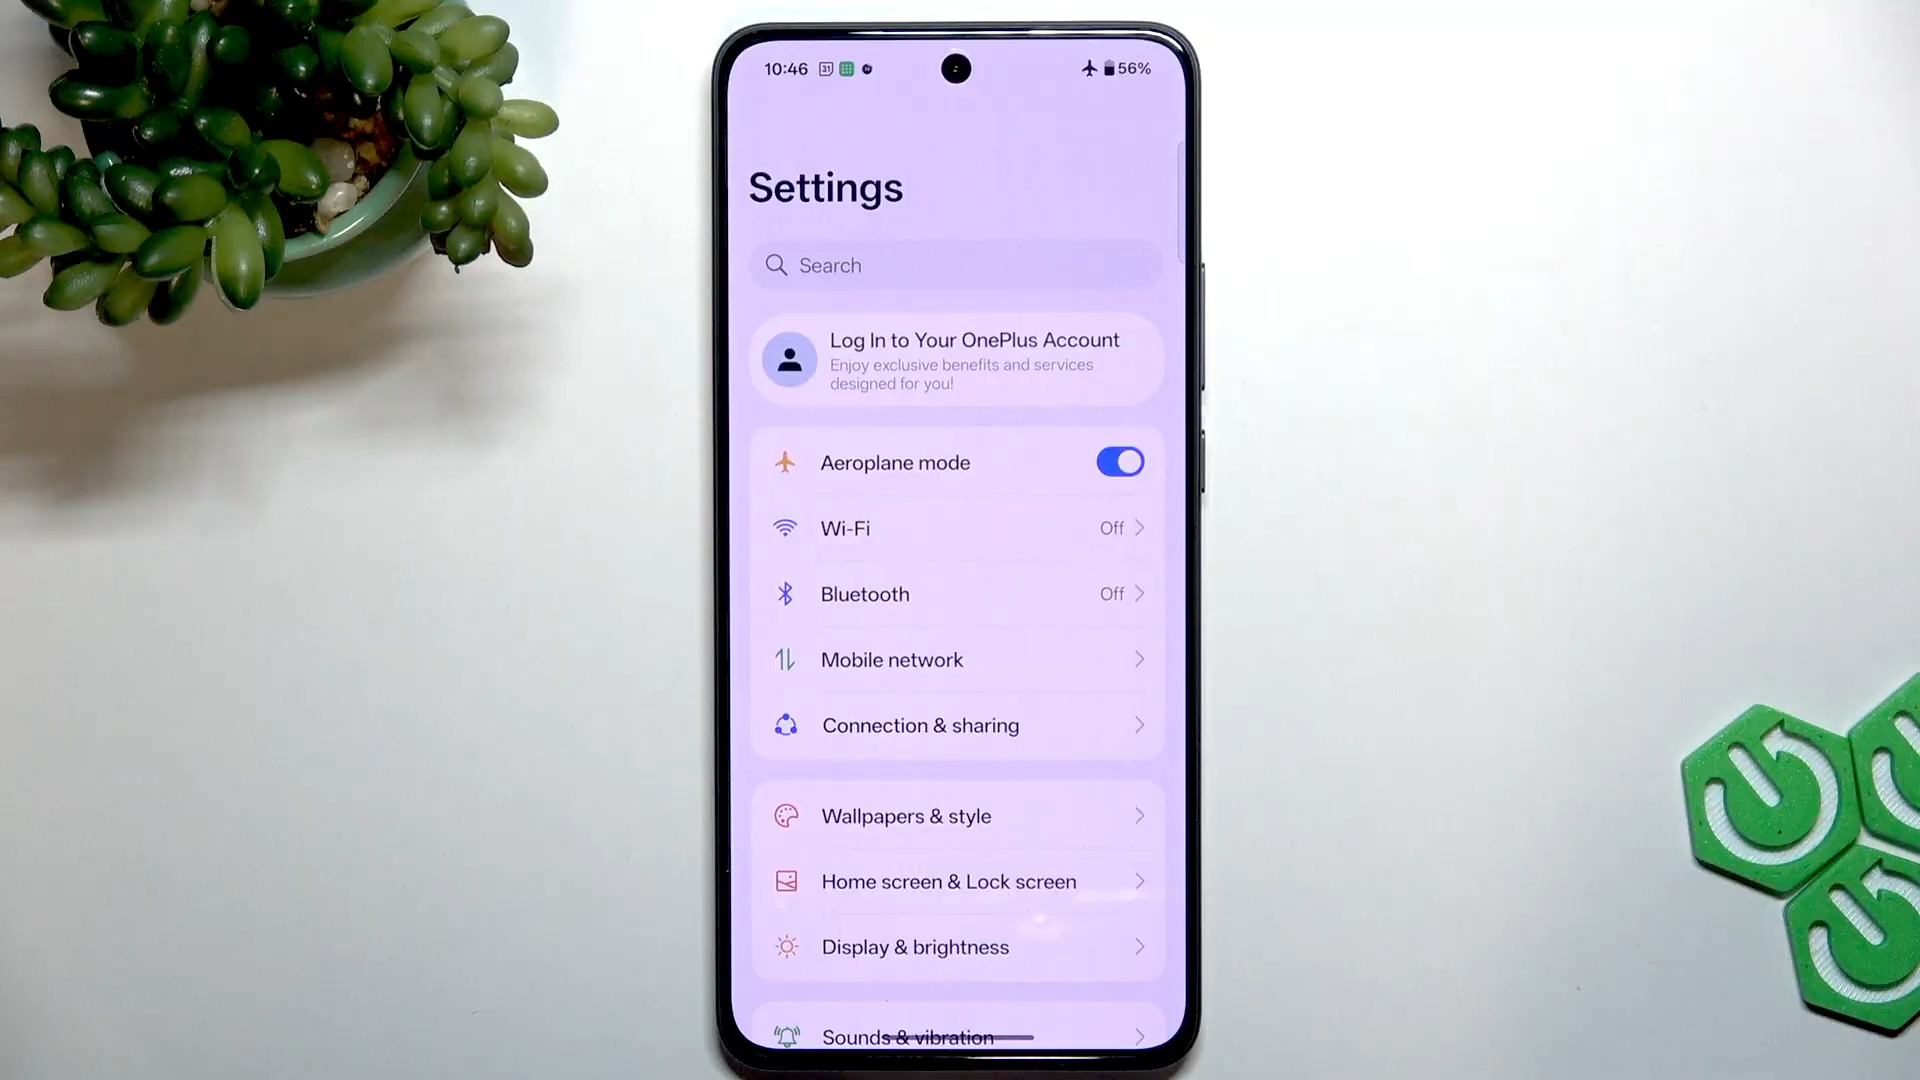 10:46 31 56%
Settings
Search
Log In to Your OnePlus Account
Enjoy exclusive benefits and services
designed for you!
Aeroplane mode
Wi-Fi Off
Bluetooth Off
Mobile network
Connection & sharing
Wallpapers & style
Home screen & Lock screen
Display & brightness
Sounds & vibration